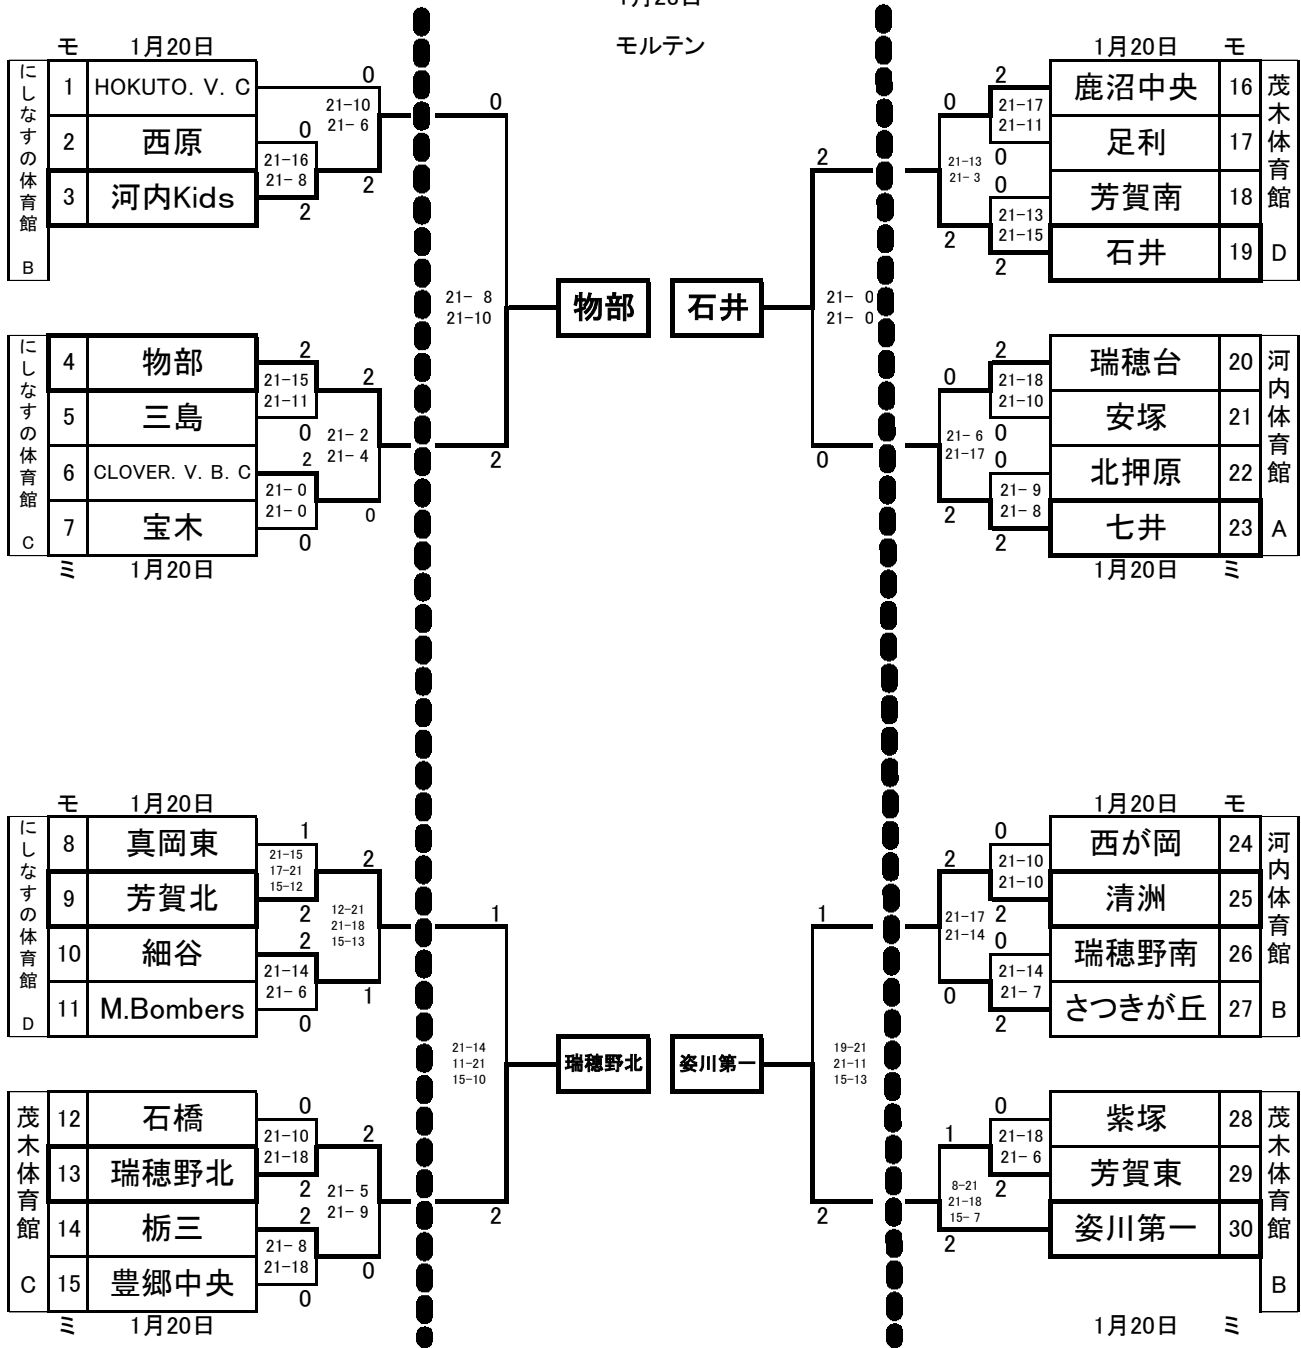 モルテン
モ 1月20日
にしなすの体育館 B
1 HOKUTO. V. C 0
21-10
21- 6
2 西原 0
21-16
21- 8
3 河内Kids 2
2
0
にしなすの体育館 C
4 物部 2
21-15
21-11
2
5 三島 0
21- 2
21- 4
6 CLOVER. V. B. C 2
21- 0
21- 0
0
7 宝木 0
ミ 1月20日
21- 8
21-10
2
物部
モ 1月20日
にしなすの体育館 D
8 真岡東 1
21-15
17-21
15-12
2
9 芳賀北 2
12-21
21-18
15-13
1
10 細谷 2
21-14
21- 6
1
11 M.Bombers 0
21-14
11-21
15-10
瑞穂野北
茂木体育館 C
12 石橋 0
21-10
21-18
2
13 瑞穂野北 2
21- 5
21- 9
2
14 栃三 2
21- 8
21-18
0
15 豊郷中央 0
ミ 1月20日
1月20日 モ
茂木体育館 D
2 鹿沼中央 16
0
21-17
21-11
0 足利 17
21-13
21- 3
2
0 芳賀南 18
21-13
21-15
2
2 石井 19
石井
21- 0
21- 0
河内体育館 A
2 瑞穂台 20
0
21-18
21-10
0 安塚 21
21- 6
21-17
0
0 北押原 22
21- 9
21- 8
2
2 七井 23
1月20日 ミ
1月20日 モ
河内体育館 B
0 西が岡 24
2
21-10
21-10
2 清洲 25
21-17
21-14
1
0 瑞穂野南 26
21-14
21- 7
0
2 さつきが丘 27
姿川第一
19-21
21-11
15-13
茂木体育館 B
0 紫塚 28
1
21-18
21- 6
2 芳賀東 29
8-21
21-18
15- 7
2
2 姿川第一 30
1月20日 ミ